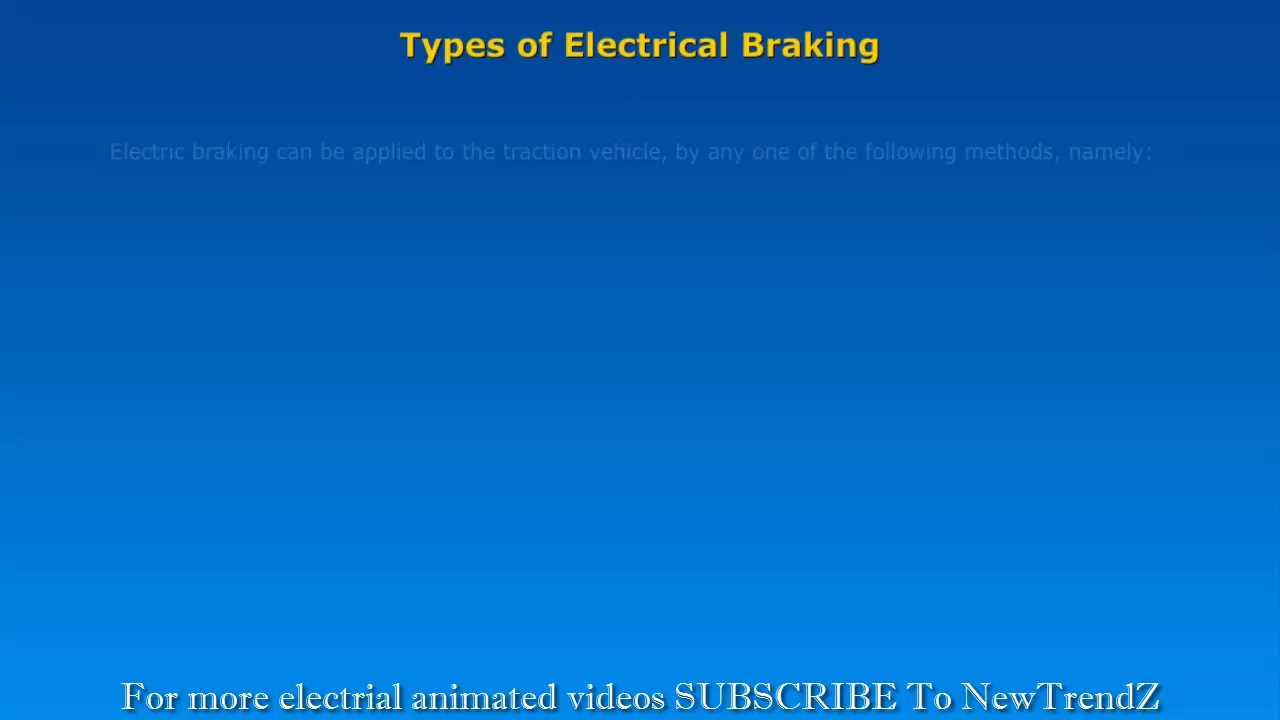 Types of Electrical Braking
Electric braking can be applied to the traction vehicle, by any one of the following methods, namely:
For more electrial animated videos SUBSCRIBE To NewTrendZ